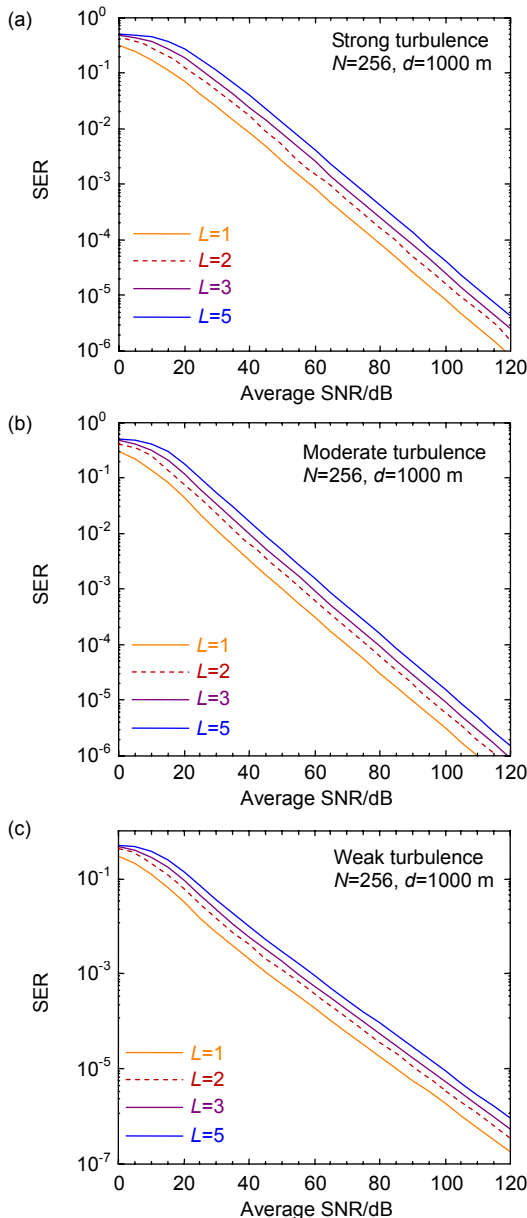 (a)
Strong turbulence
N=256, d=1000 m
10⁰
10⁻¹
10⁻²
10⁻³
10⁻⁴
10⁻⁵
10⁻⁶
SER
L=1
L=2
L=3
L=5
0 20 40 60 80 100 120
Average SNR/dB
(b)
Moderate turbulence
N=256, d=1000 m
10⁰
10⁻¹
10⁻²
10⁻³
10⁻⁴
10⁻⁵
10⁻⁶
SER
L=1
L=2
L=3
L=5
0 20 40 60 80 100 120
Average SNR/dB
(c)
Weak turbulence
N=256, d=1000 m
10⁻¹
10⁻³
10⁻⁵
10⁻⁷
SER
L=1
L=2
L=3
L=5
0 20 40 60 80 100 120
Average SNR/dB